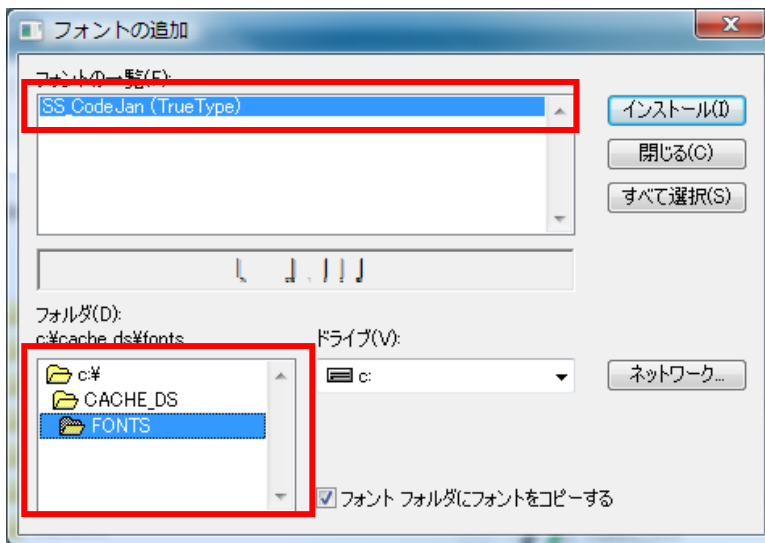 フォントの追加
フォントの一覧(F):
SS_CodeJan (TrueType)
インストール(I)
閉じる(C)
すべて選択(S)
フォルダ(D):
c:¥cache_ds¥fonts
ドライブ(V):
c:¥
CACHE_DS
FONTS
c:
ネットワーク...
フォント フォルダにフォントをコピーする